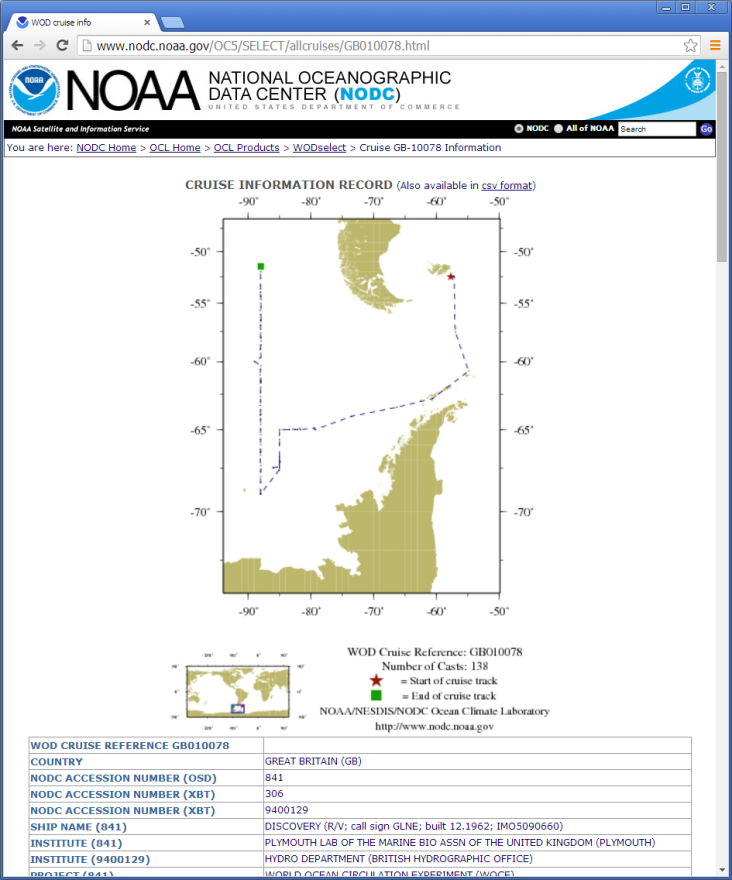 WOD cruise info
www.nodc.noaa.gov/OC5/SELECT/allcruises/GB010078.html
NOAA
NOAA
NATIONAL OCEANOGRAPHIC
DATA CENTER (NODC)
UNITED STATES DEPARTMENT OF COMMERCE
NOAA Satellite and Information Service
NODC All of NOAA Search Go
You are here: NODC Home > OCL Home > OCL Products > WODselect > Cruise GB-10078 Information
CRUISE INFORMATION RECORD (Also available in csv format)
-90° -80° -70° -60° -50°
-50° -50°
-55° -55°
-60° -60°
-65° -65°
-70° -70°
-90° -80° -70° -60° -50°
WOD Cruise Reference: GB010078
Number of Casts: 138
= Start of cruise track
= End of cruise track
NOAA/NESDIS/NODC Ocean Climate Laboratory
http://www.nodc.noaa.gov
WOD CRUISE REFERENCE GB010078
COUNTRY GREAT BRITAIN (GB)
NODC ACCESSION NUMBER (OSD) 841
NODC ACCESSION NUMBER (XBT) 306
NODC ACCESSION NUMBER (XBT) 9400129
SHIP NAME (841) DISCOVERY (R/V; call sign GLNE; built 12.1962; IMO5090660)
INSTITUTE (841) PLYMOUTH LAB OF THE MARINE BIO ASSN OF THE UNITED KINGDOM (PLYMOUTH)
INSTITUTE (9400129) HYDRO DEPARTMENT (BRITISH HYDROGRAPHIC OFFICE)
PROJECT (841) WORLD OCEAN CIRCULATION EXPERIMENT (WOCE)